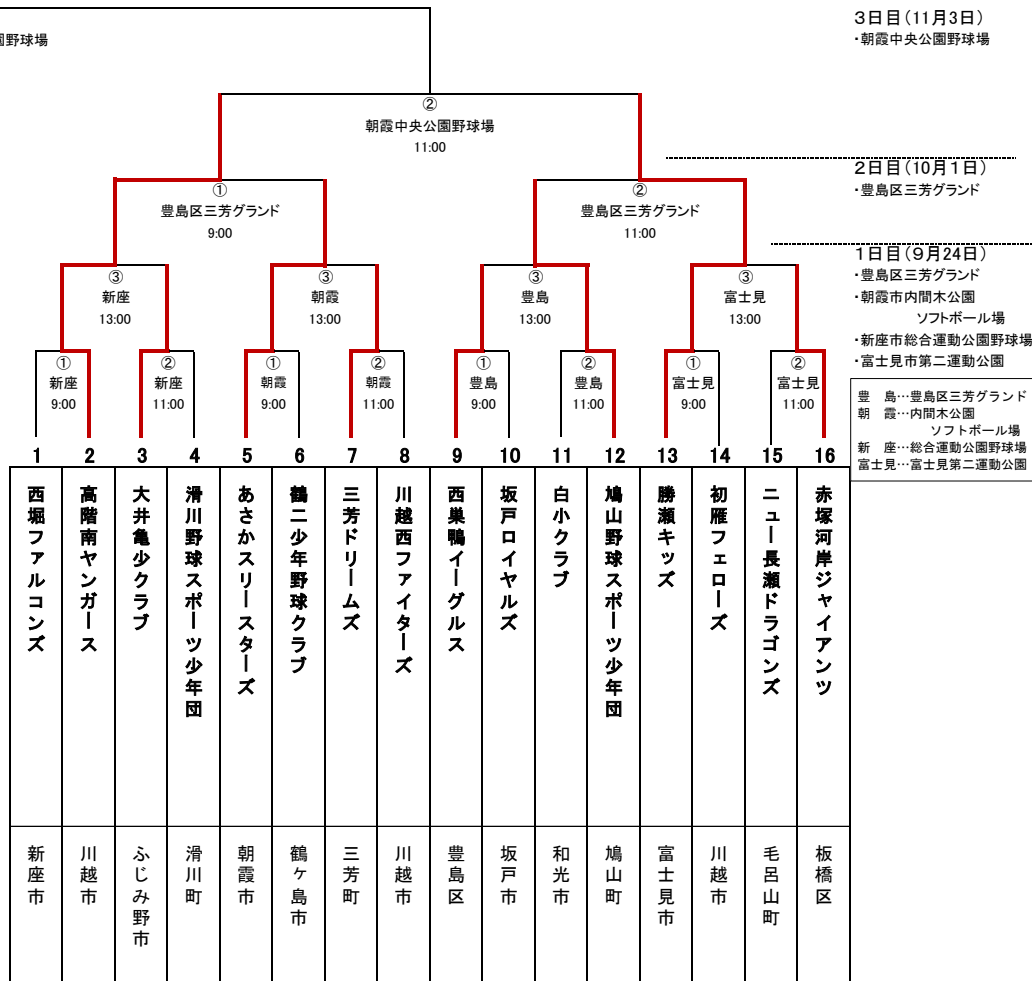 3日目(11月3日)
・朝霞中央公園野球場
園野球場
②
朝霞中央公園野球場
11:00
2日目(10月1日)
・豊島区三芳グランド
①
豊島区三芳グランド
9:00
②
豊島区三芳グランド
11:00
1日目(9月24日)
・豊島区三芳グランド
・朝霞市内間木公園
ソフトボール場
・新座市総合運動公園野球場
・富士見市第二運動公園
③
新座
13:00
③
朝霞
13:00
③
豊島
13:00
③
富士見
13:00
①
新座
9:00
②
新座
11:00
①
朝霞
9:00
②
朝霞
11:00
①
豊島
9:00
②
豊島
11:00
①
富士見
9:00
②
富士見
11:00
豊 島…豊島区三芳グランド
朝 霞…内間木公園
ソフトボール場
新 座…総合運動公園野球場
富士見…富士見第二運動公園
1 2 3 4 5 6 7 8 9 10 11 12 13 14 15 16
西堀ファルコンズ
高階南ヤンガース
大井亀少クラブ
滑川野球スポーツ少年団
あさかスリースターズ
鶴二少年野球クラブ
三芳ドリームズ
川越西ファイターズ
西巣鴨イーグルス
坂戸ロイヤルズ
白小クラブ
鳩山野球スポーツ少年団
勝瀬キッズ
初雁フェローズ
ニュー長瀬ドラゴンズ
赤塚河岸ジャイアンツ
新座市
川越市
ふじみ野市
滑川町
朝霞市
鶴ヶ島市
三芳町
川越市
豊島区
坂戸市
和光市
鳩山町
富士見市
川越市
毛呂山町
板橋区